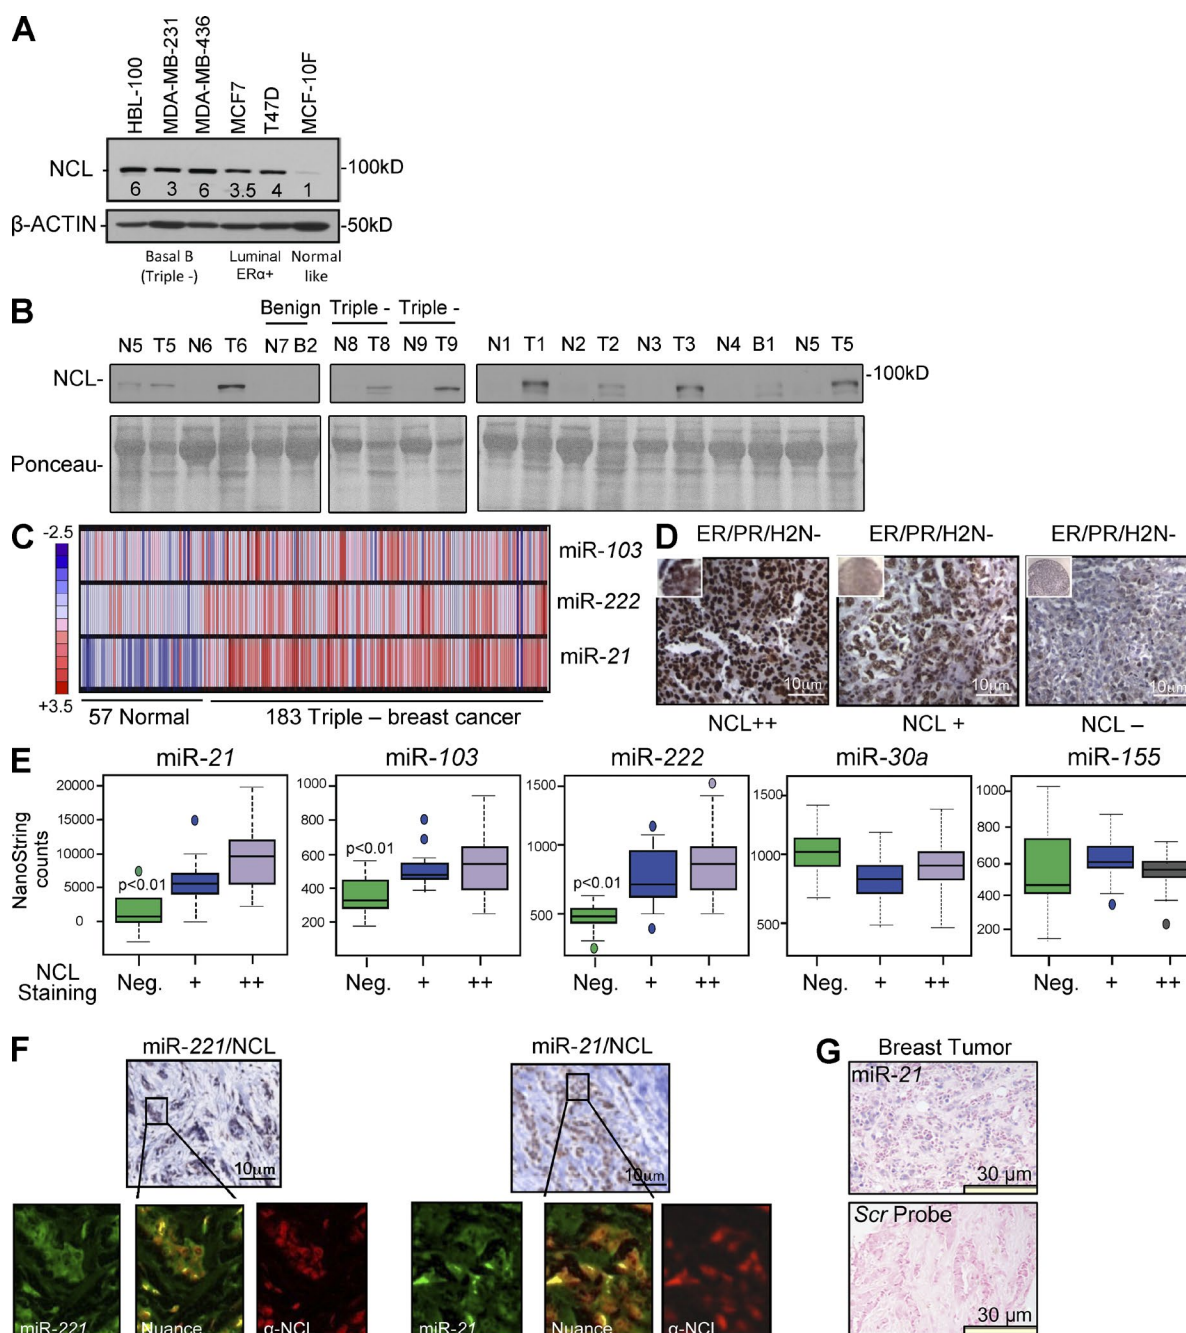 A
HBL-100
MDA-MB-231
MDA-MB-436
MCF7
T47D
MCF-10F
NCL
6 3 6 3.5 4 1
-100kD
β-ACTIN
-50kD
Basal B Luminal Normal
(Triple -) ERα+ like
B
Benign Triple - Triple -
N5 T5 N6 T6 N7 B2 N8 T8 N9 T9 N1 T1 N2 T2 N3 T3 N4 B1 N5 T5
NCL-
-100kD
Ponceau-
C
-2.5
+3.5
miR-103
miR-222
miR-21
57 Normal 183 Triple – breast cancer
D
ER/PR/H2N- ER/PR/H2N- ER/PR/H2N-
10µm 10µm 10µm
NCL++ NCL + NCL –
E
miR-21 miR-103 miR-222 miR-30a miR-155
NanoString
counts
20000
15000
10000
5000
0
p<0.01
1000
800
600
400
200
p<0.01
1500
1000
500
p<0.01
1500
1000
500
1000
800
600
400
200
NCL
Staining
Neg. + ++ Neg. + ++ Neg. + ++ Neg. + ++ Neg. + ++
F
miR-221/NCL
10µm
miR-221 Nuance α-NCL
miR-21/NCL
10µm
miR-21 Nuance α-NCL
G
Breast Tumor
miR-21
30 µm
Scr Probe
30 µm